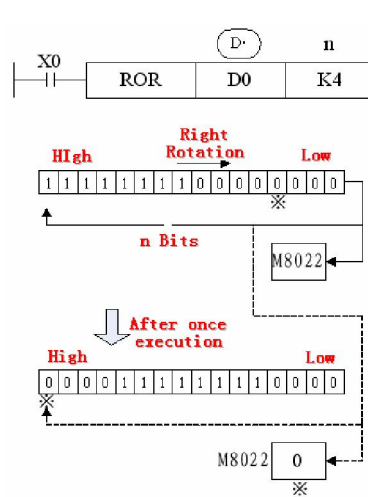 D·
n
X0
ROR D0 K4
Right
HIgh Rotation Low
1 1 1 1 1 1 1 1 0 0 0 0 0 0 0 0
※
n Bits
M8022
After once
execution
High Low
0 0 0 0 1 1 1 1 1 1 1 1 0 0 0 0
※
M8022 0
※